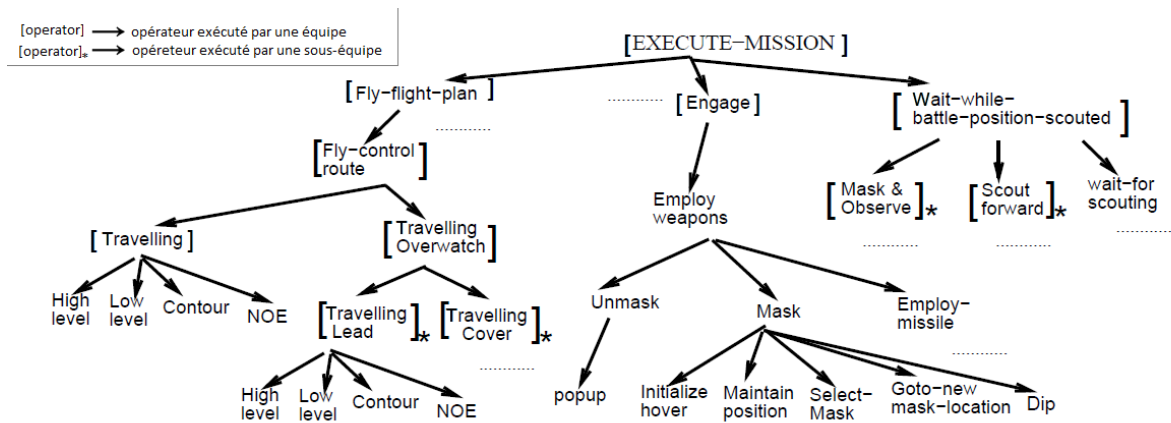 [operator] → opérateur exécuté par une équipe
[operator]* → opéreteur exécuté par une sous-équipe
[EXECUTE-MISSION]
[Fly-flight-plan]
[Engage]
[Wait-while-
battle-position-scouted]
[Fly-control
route]
[Mask &
Observe]*
[Scout
forward]*
wait-for
scouting
Employ
weapons
[Travelling]
[Travelling
Overwatch]
High
level
Low
level
Contour
NOE
[Travelling
Lead]*
[Travelling
Cover]*
Unmask
Mask
Employ-
missile
High
level
Low
level
Contour
NOE
popup
Initialize
hover
Maintain
position
Select-
Mask
Goto-new
mask-location
Dip